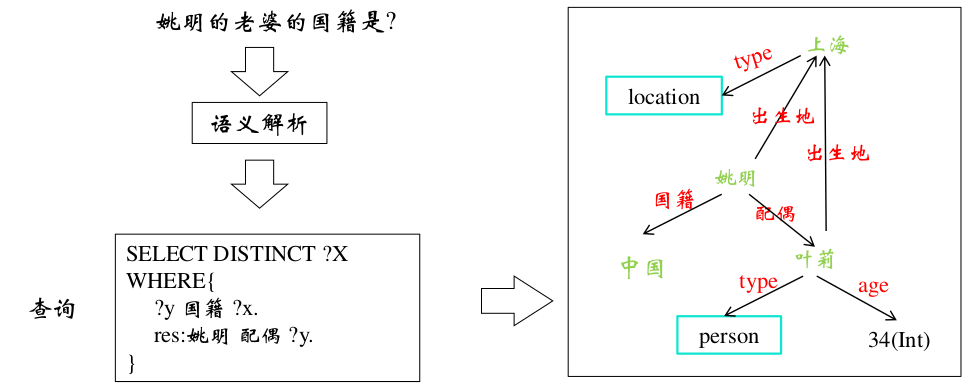 姚明的老婆的国籍是?
语义解析
查询
SELECT DISTINCT ?X
WHERE{
?y 国籍 ?x.
res:姚明 配偶 ?y.
}
上海
type
location
出生地
出生地
姚明
国籍
配偶
中国
叶莉
type
age
person
34(Int)